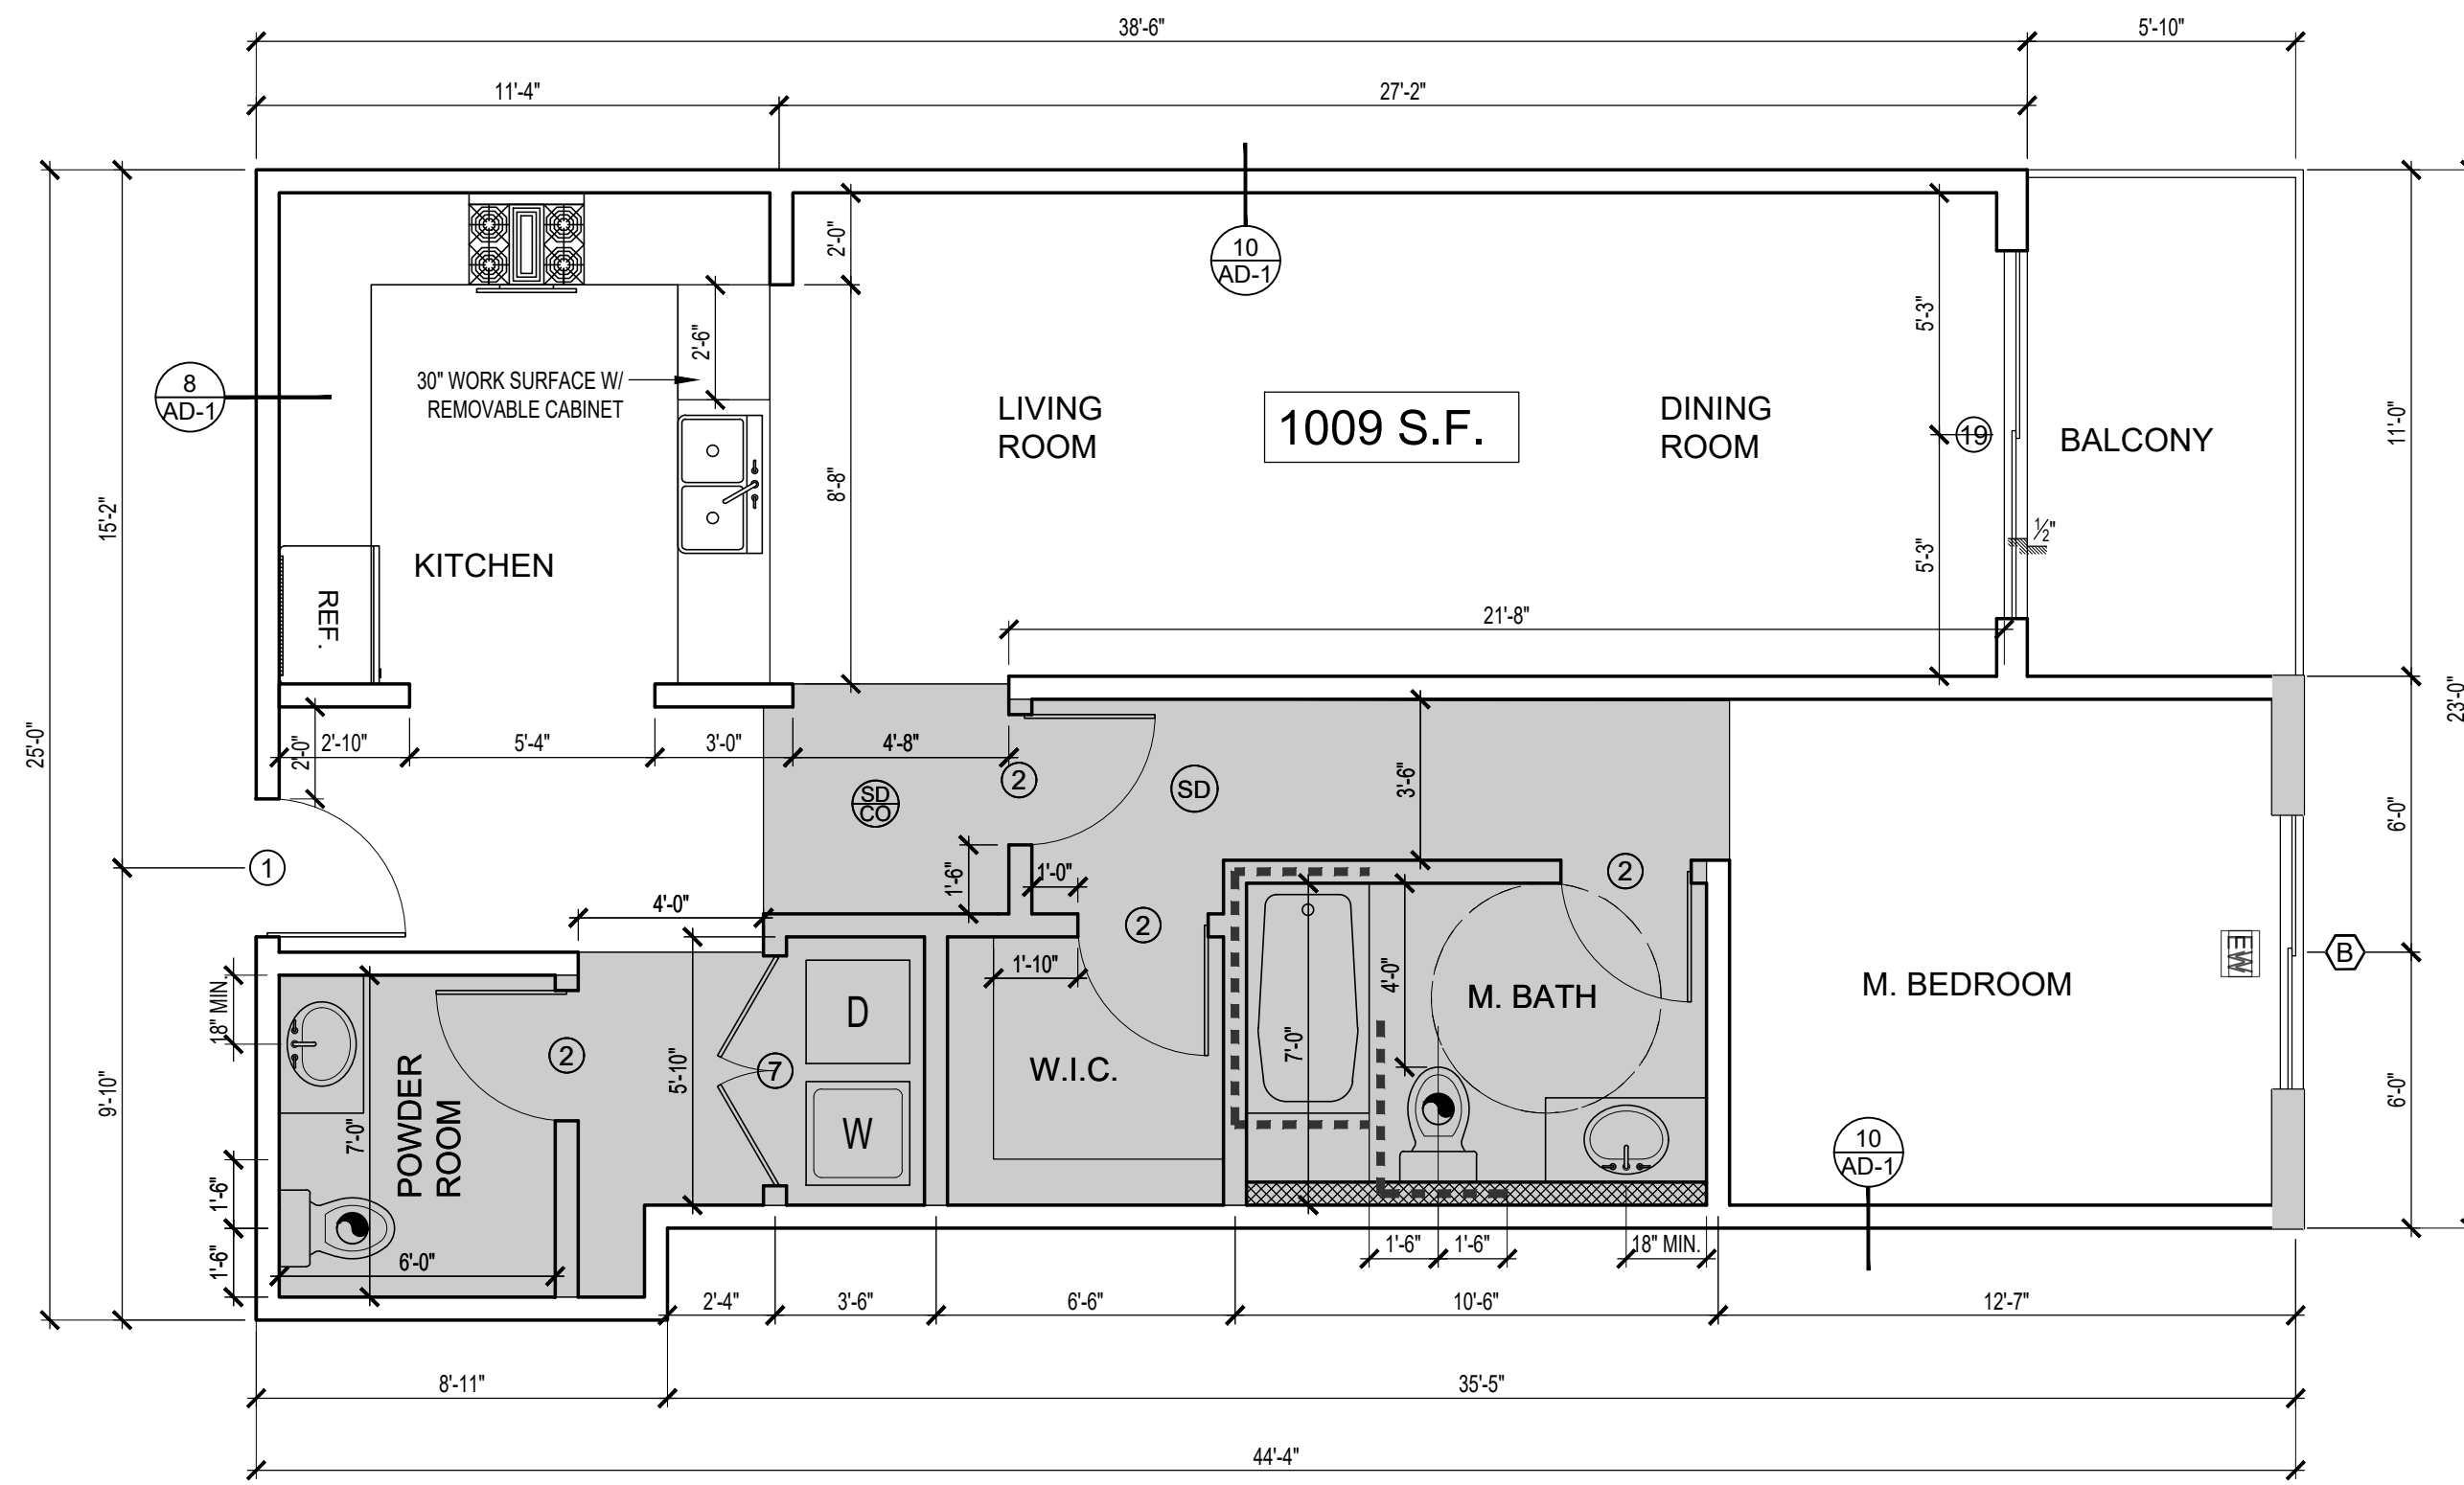 38'-6"
5'-10"
11'-4"
27'-2"
10
AD-1
2'-0"
2'-6"
8
AD-1
30" WORK SURFACE W/
REMOVABLE CABINET
LIVING
ROOM
1009 S.F.
DINING
ROOM
BALCONY
5'-3"
19
11'-0"
15'-2"
8'-8"
KITCHEN
REF.
5'-3"
½"
21'-8"
25'-0"
2'-0"
2'-10"
5'-4"
3'-0"
4'-8"
2
SD
CO
SD
3'-6"
23'-0"
6'-0"
1
1'-6"
1'-0"
2
2
4'-0"
1'-10"
4'-0"
M. BATH
M. BEDROOM
EW
B
18" MIN.
D
2
7
5'-10"
W.I.C.
7'-0"
9'-10"
POWDER
ROOM
7'-0"
W
6'-0"
10
AD-1
1'-6"
1'-6"
6'-0"
1'-6"
1'-6"
18" MIN.
2'-4"
3'-6"
6'-6"
10'-6"
12'-7"
8'-11"
35'-5"
44'-4"